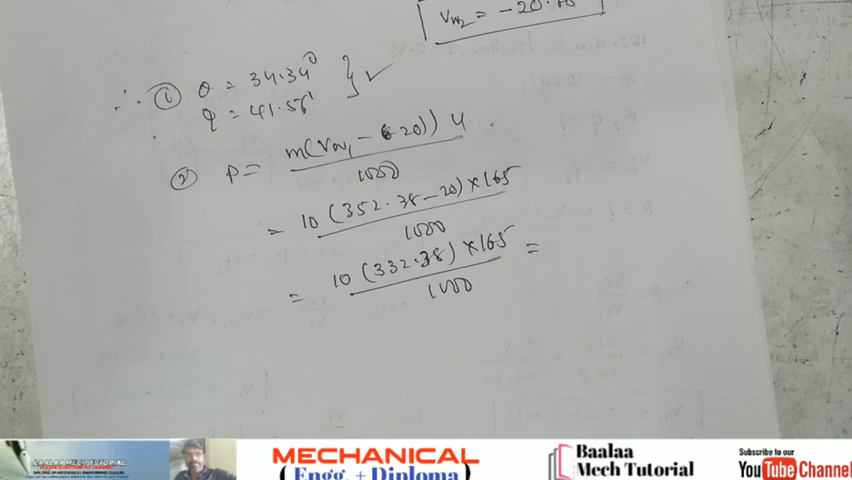 Vw₂ = -20.
∴ ① θ = 34.34° } ✓
φ = 41.56°
② P = m(Vw₁ - 20)) u
1000
= 10 (352.38-20) ×165
1000
= 10 (332.38) ×165 =
1000
MECHANICAL
(Engg. + Diploma)
Baalaa
Mech Tutorial
Subscribe to our
YouTube Channel